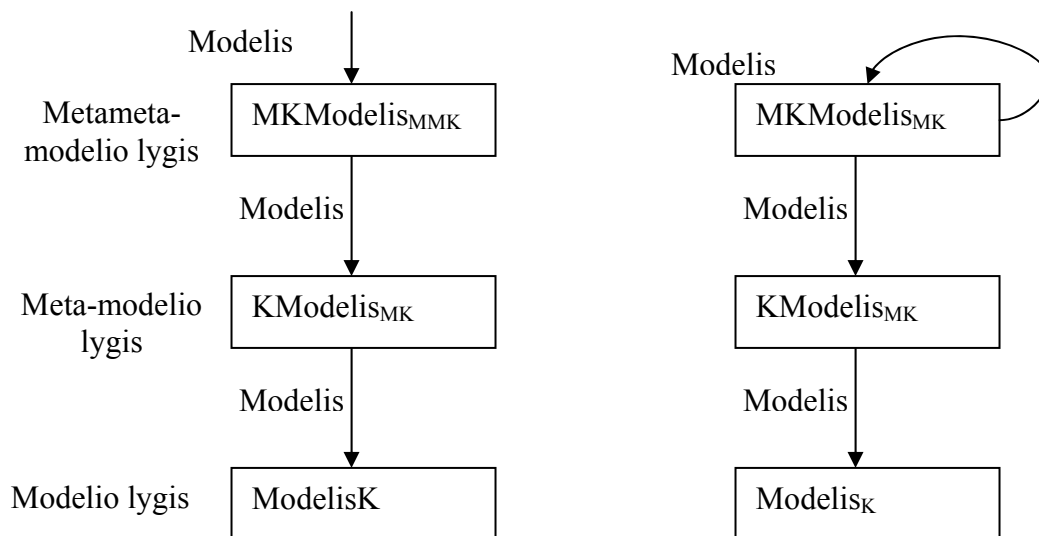 Modelis
Modelis
Metameta-
modelio lygis
MKModelisMMK
MKModelisMK
Modelis
Modelis
Meta-modelio
lygis
KModelisMK
KModelisMK
Modelis
Modelis
Modelio lygis
ModelisK
ModelisK